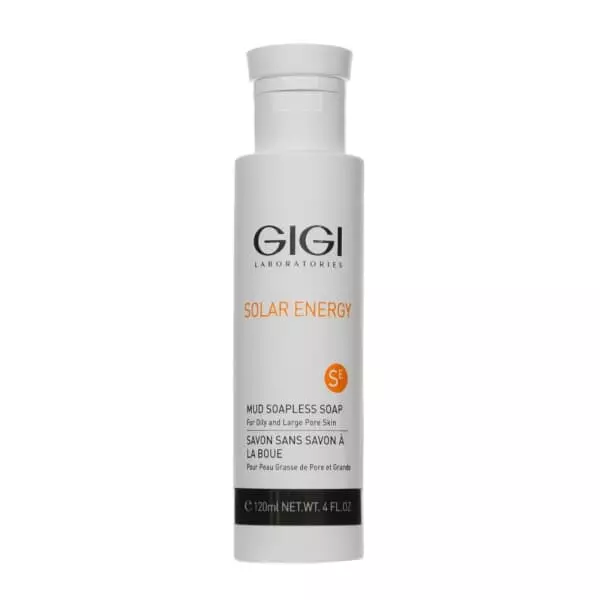 GIGI
LABORATORIES
SOLAR ENERGY
SE
MUD SOAPLESS SOAP
For Oily and Large Pore Skin
SAVON SANS SAVON À
LA BOUE
Pour Peau Grasse de Pore et Grande
120ml NET.WT. 4 FL.OZ